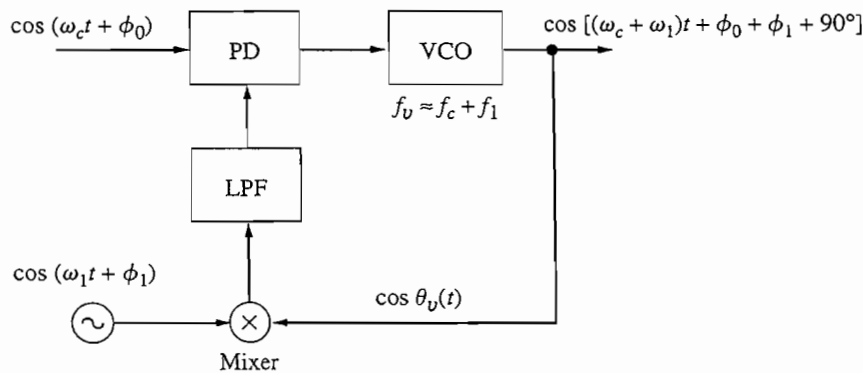 cos (ω_c t + ϕ_0)
PD
VCO
cos [(ω_c + ω_1)t + ϕ_0 + ϕ_1 + 90°]
f_v ≈ f_c + f_1
LPF
cos (ω_1 t + ϕ_1)
cos θ_v(t)
Mixer